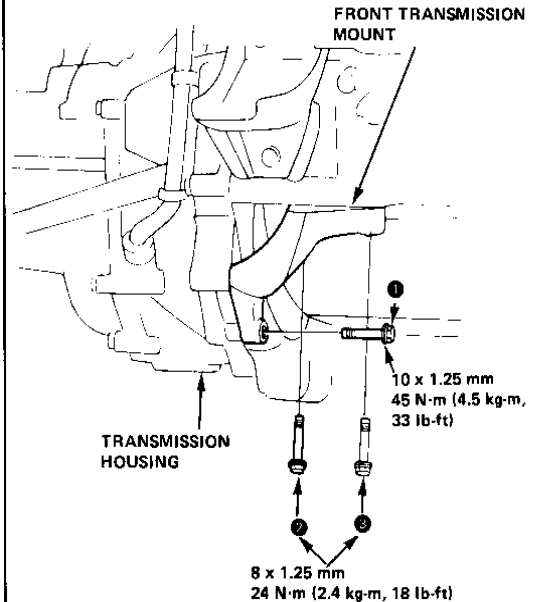 FRONT TRANSMISSION
MOUNT
1
10 x 1.25 mm
45 N·m (4.5 kg-m,
33 lb-ft)
TRANSMISSION
HOUSING
2
3
8 x 1.25 mm
24 N·m (2.4 kg-m, 18 lb-ft)